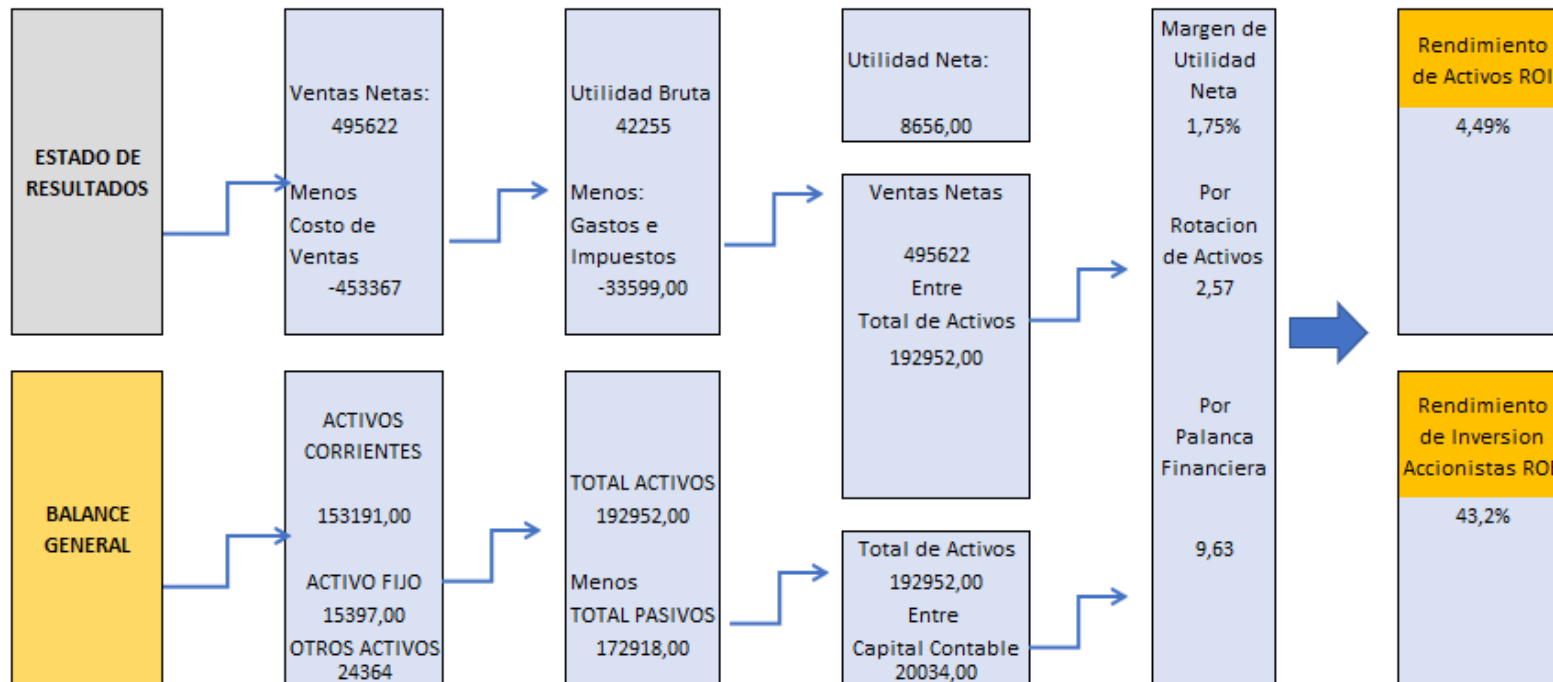 ESTADO DE
RESULTADOS
Ventas Netas:
495622
Menos
Costo de
Ventas
-453367
Utilidad Bruta
42255
Menos:
Gastos e
Impuestos
-33599,00
Utilidad Neta:
8656,00
Ventas Netas
495622
Entre
Total de Activos
192952,00
Margen de
Utilidad
Neta
1,75%
Por
Rotacion
de Activos
2,57
Por
Palanca
Financiera
9,63
Rendimiento
de Activos ROI
4,49%
BALANCE
GENERAL
ACTIVOS
CORRIENTES
153191,00
ACTIVO FIJO
15397,00
OTROS ACTIVOS
24364
TOTAL ACTIVOS
192952,00
Menos
TOTAL PASIVOS
172918,00
Total de Activos
192952,00
Entre
Capital Contable
20034,00
Rendimiento
de Inversion
Accionistas
43,2%